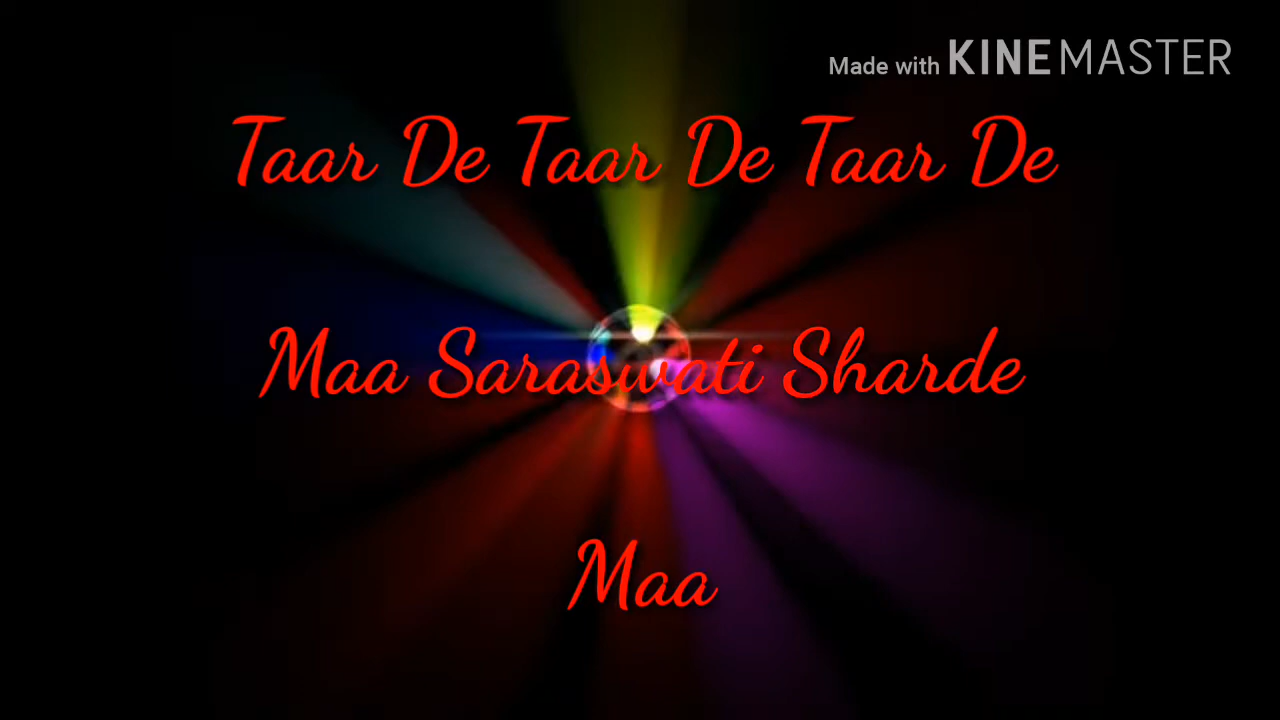 Made with KINEMASTER
Taar De Taar De Taar De
Maa Saraswati Sharde
Maa